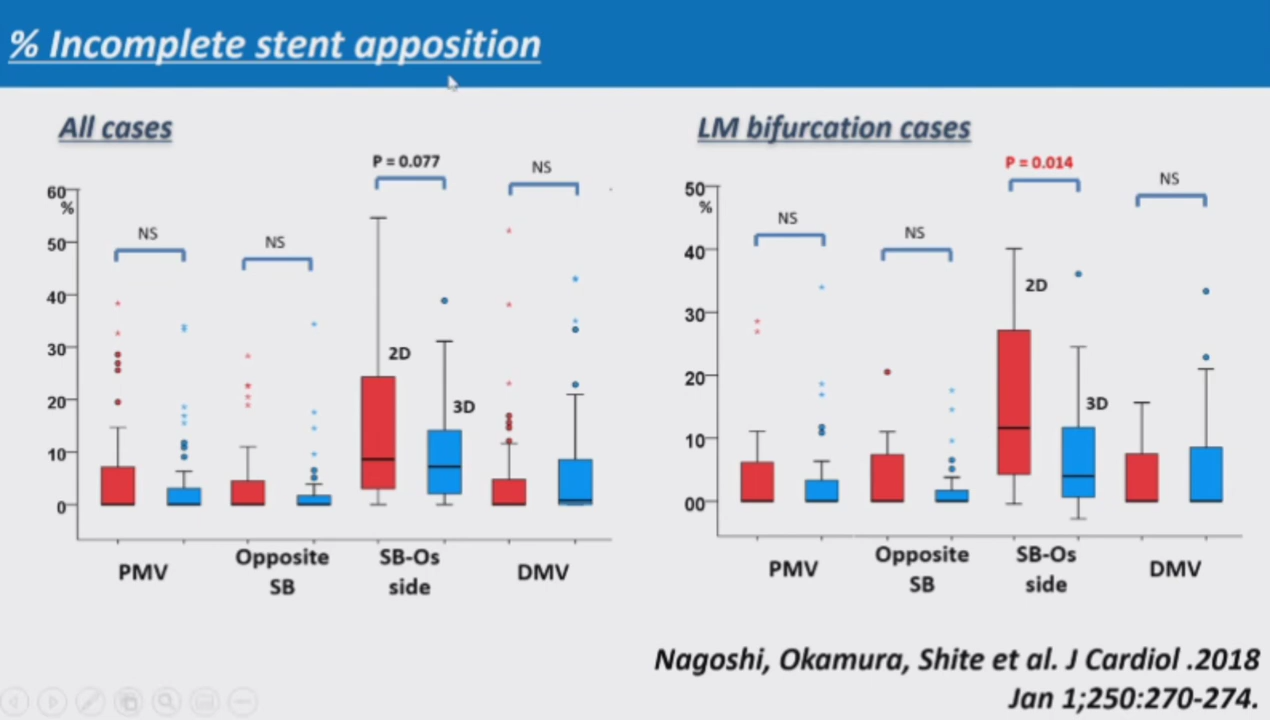 % Incomplete stent apposition
All cases
LM bifurcation cases
P = 0.077
NS
NS
NS
2D
3D
60
%
50
40
30
20
10
0
PMV
Opposite
SB
SB-Os
side
DMV
P = 0.014
NS
NS
NS
2D
3D
50
%
40
30
20
10
00
PMV
Opposite
SB
SB-Os
side
DMV
Nagoshi, Okamura, Shite et al. J Cardiol .2018
Jan 1;250:270-274.